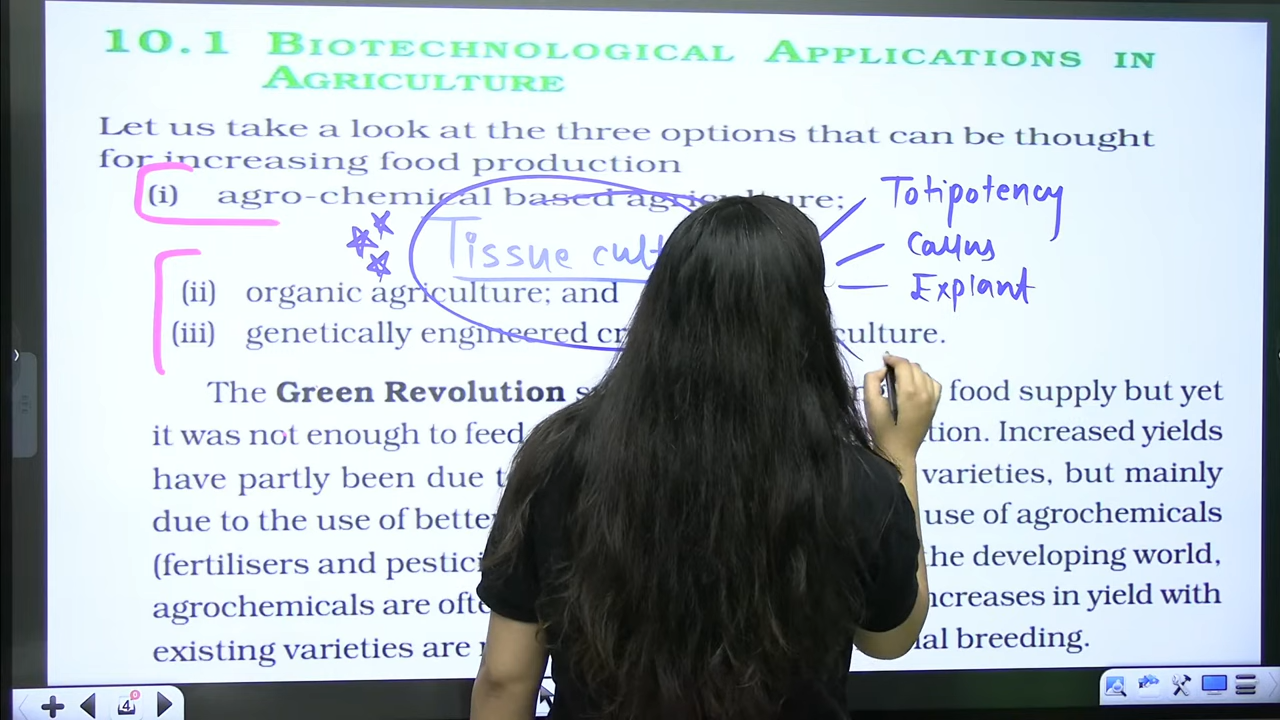 10.1 BIOTECHNOLOGICAL APPLICATIONS IN
AGRICULTURE
Let us take a look at the three options that can be thought
for increasing food production
(i) agro-chemical based agriculture;
Totipotency
Tissue cult
Callus
Explant
(ii) organic agriculture; and
(iii) genetically engineered cr culture.
The Green Revolution s food supply but yet
it was not enough to feed tion. Increased yields
have partly been due t varieties, but mainly
due to the use of bette use of agrochemicals
(fertilisers and pestici he developing world,
agrochemicals are ofte ncreases in yield with
existing varieties are al breeding.
4
0